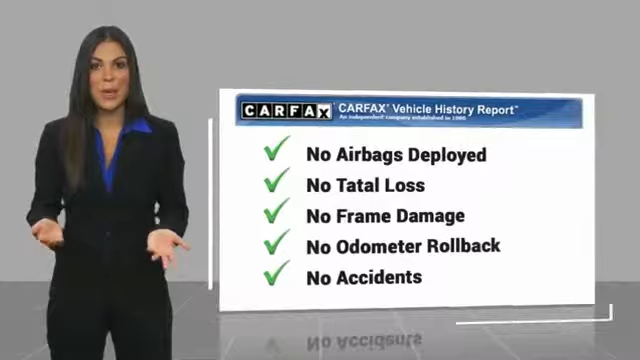 CARFAX CARFAX Vehicle History Report™
An independent company established in 1986
No Airbags Deployed
No Tatal Loss
No Frame Damage
No Odometer Rollback
No Accidents
No Accidents